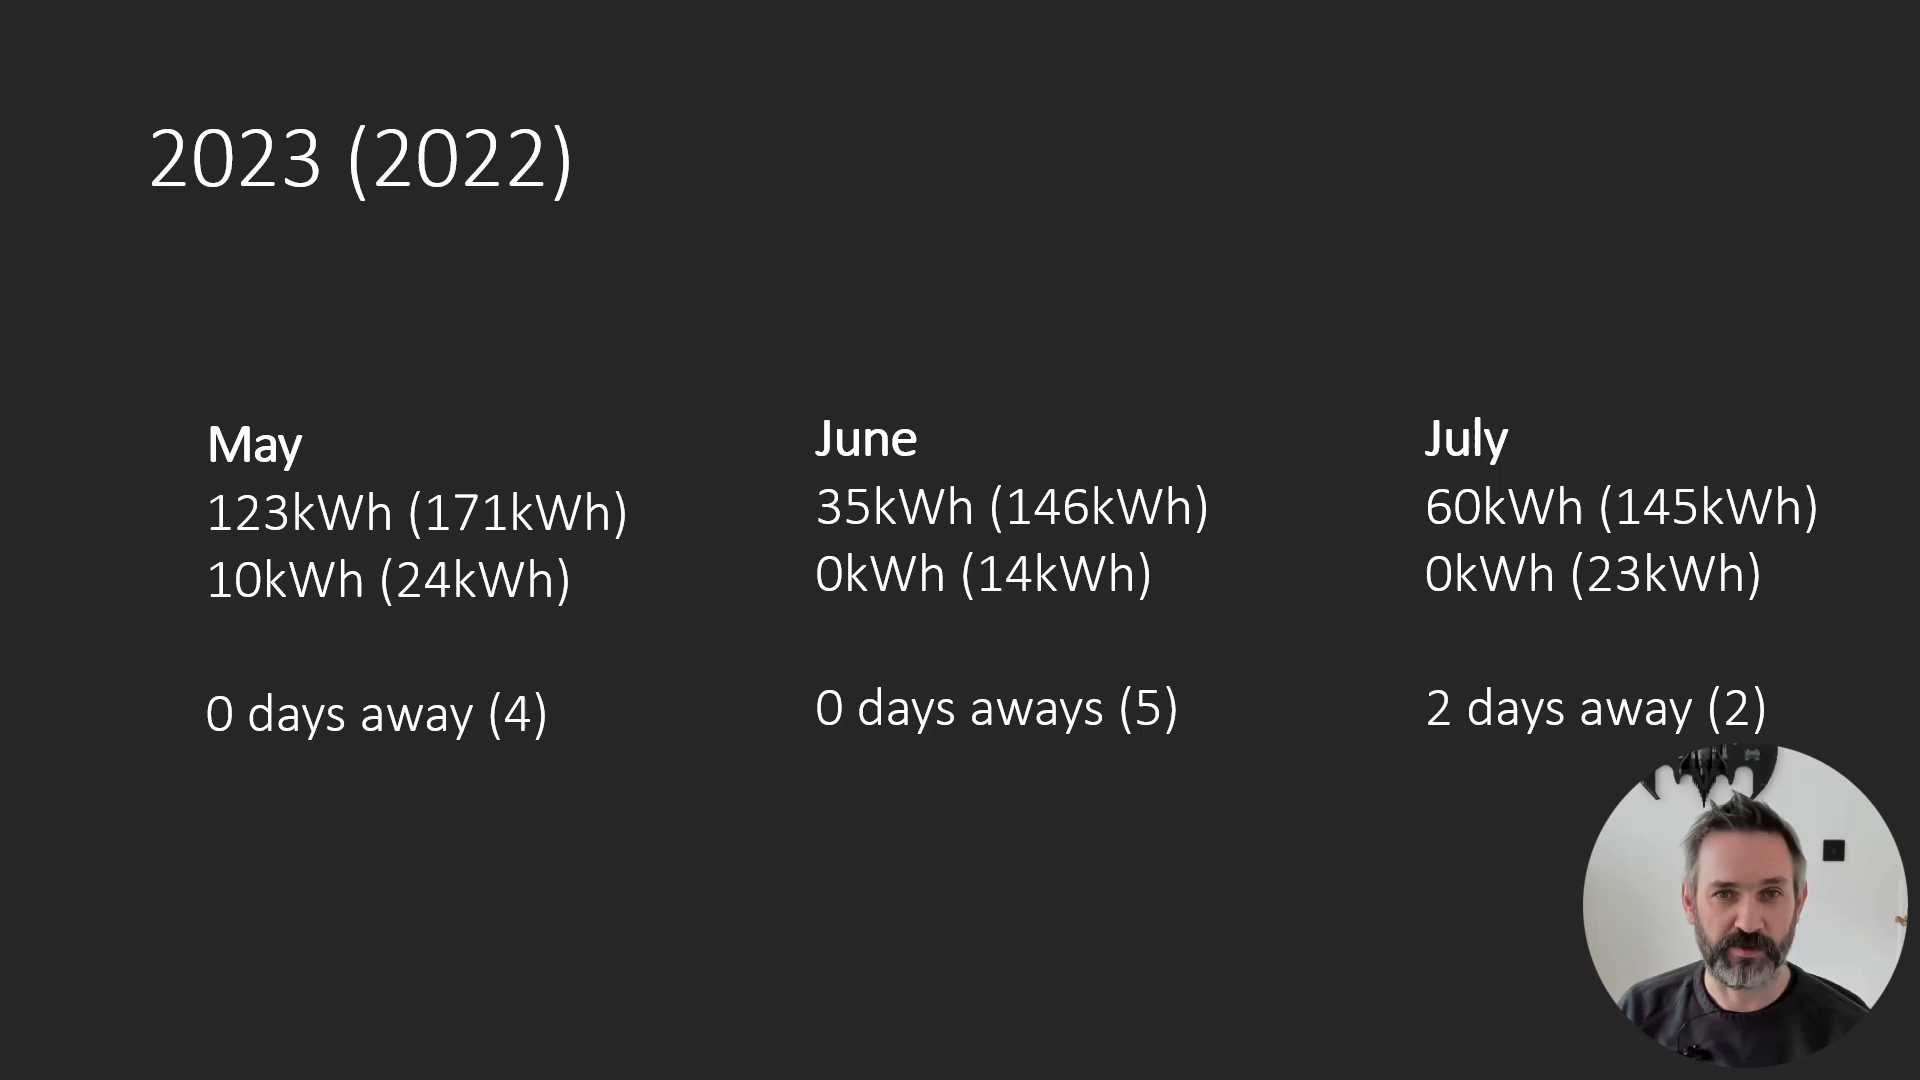 2023 (2022)
May
123kWh (171kWh)
10kWh (24kWh)
0 days away (4)
June
35kWh (146kWh)
0kWh (14kWh)
0 days aways (5)
July
60kWh (145kWh)
0kWh (23kWh)
2 days away (2)